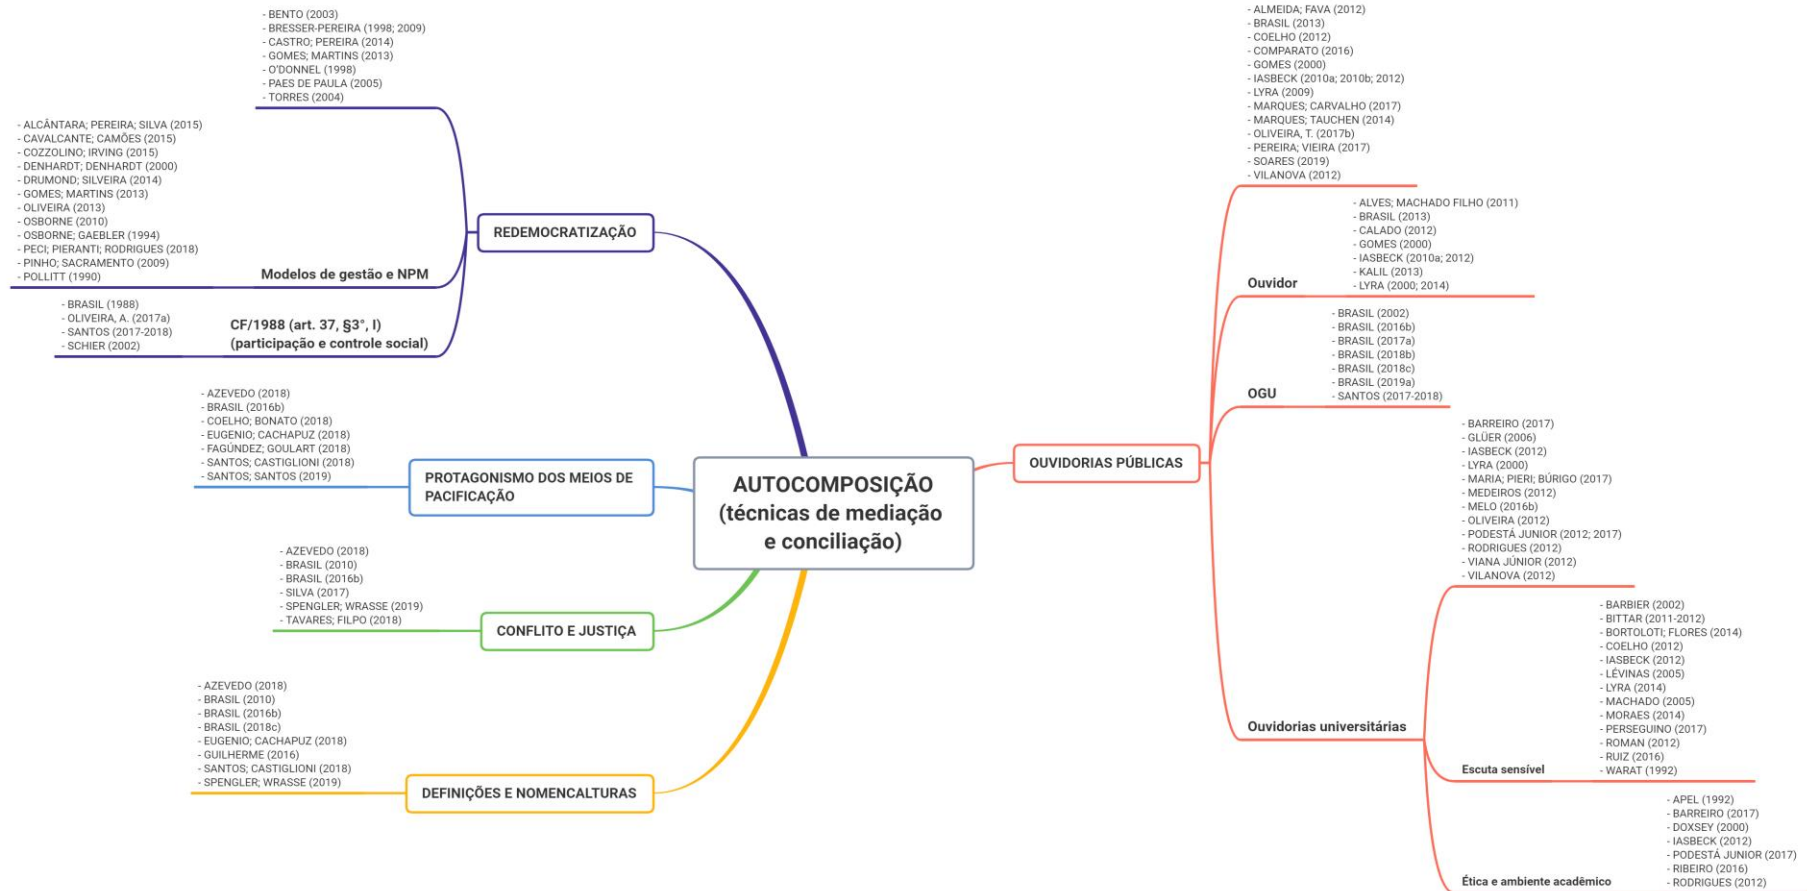 - BENTO (2003)
- BRESSER-PEREIRA (1998; 2009)
- CASTRO; PEREIRA (2014)
- GOMES; MARTINS (2013)
- O'DONNEL (1998)
- PAES DE PAULA (2005)
- TORRES (2004)
- ALCÂNTARA; PEREIRA; SILVA (2015)
- CAVALCANTE; CAMÕES (2015)
- COZZOLINO; IRVING (2015)
- DENHARDT; DENHARDT (2000)
- DRUMOND; SILVEIRA (2014)
- GOMES; MARTINS (2013)
- OLIVEIRA (2013)
- OSBORNE (2010)
- OSBORNE; GAEBLER (1994)
- PECI; PIERANTI; RODRIGUES (2018)
- PINHO; SACRAMENTO (2009)
- POLLITT (1990)
Modelos de gestão e NPM
REDEMOCRATIZAÇÃO
- BRASIL (1988)
- OLIVEIRA, A. (2017a)
- SANTOS (2017-2018)
- SCHIER (2002)
CF/1988 (art. 37, §3°, I)
(participação e controle social)
- AZEVEDO (2018)
- BRASIL (2016b)
- COELHO; BONATO (2018)
- EUGENIO; CACHAPUZ (2018)
- FAGÚNDEZ; GOULART (2018)
- SANTOS; CASTIGLIONI (2018)
- SANTOS; SANTOS (2019)
PROTAGONISMO DOS MEIOS DE
PACIFICAÇÃO
- AZEVEDO (2018)
- BRASIL (2010)
- BRASIL (2016b)
- SILVA (2017)
- SPENGLER; WRASSE (2019)
- TAVARES; FILPO (2018)
CONFLITO E JUSTIÇA
- AZEVEDO (2018)
- BRASIL (2010)
- BRASIL (2016b)
- BRASIL (2018c)
- EUGENIO; CACHAPUZ (2018)
- GUILHERME (2016)
- SANTOS; CASTIGLIONI (2018)
- SPENGLER; WRASSE (2019)
DEFINIÇÕES E NOMENCALTURAS
AUTOCOMPOSIÇÃO
(técnicas de mediação
e conciliação)
OUVIDORIAS PÚBLICAS
- ALMEIDA; FAVA (2012)
- BRASIL (2013)
- COELHO (2012)
- COMPARATO (2016)
- GOMES (2000)
- IASBECK (2010a; 2010b; 2012)
- LYRA (2009)
- MARQUES; CARVALHO (2017)
- MARQUES; TAUCHEN (2014)
- OLIVEIRA, T. (2017b)
- PEREIRA; VIEIRA (2017)
- SOARES (2019)
- VILANOVA (2012)
Ouvidor
- ALVES; MACHADO FILHO (2011)
- BRASIL (2013)
- CALADO (2012)
- GOMES (2000)
- IASBECK (2010a; 2012)
- KALIL (2013)
- LYRA (2000; 2014)
OGU
- BRASIL (2002)
- BRASIL (2016b)
- BRASIL (2017a)
- BRASIL (2018b)
- BRASIL (2018c)
- BRASIL (2019a)
- SANTOS (2017-2018)
Ouvidorias universitárias
- BARREIRO (2017)
- GLÜER (2006)
- IASBECK (2012)
- LYRA (2000)
- MARIA; PIERI; BÚRIGO (2017)
- MEDEIROS (2012)
- MELO (2016b)
- OLIVEIRA (2012)
- PODESTÁ JUNIOR (2012; 2017)
- RODRIGUES (2012)
- VIANA JÚNIOR (2012)
- VILANOVA (2012)
Escuta sensível
- BARBIER (2002)
- BITTAR (2011-2012)
- BORTOLOTI; FLORES (2014)
- COELHO (2012)
- IASBECK (2012)
- LÉVINAS (2005)
- LYRA (2014)
- MACHADO (2005)
- MORAES (2014)
- PERSEGUINO (2017)
- ROMAN (2012)
- RUIZ (2016)
- WARAT (1992)
Ética e ambiente acadêmico
- APEL (1992)
- BARREIRO (2017)
- DOXSEY (2000)
- IASBECK (2012)
- PODESTÁ JUNIOR (2017)
- RIBEIRO (2016)
- RODRIGUES (2012)